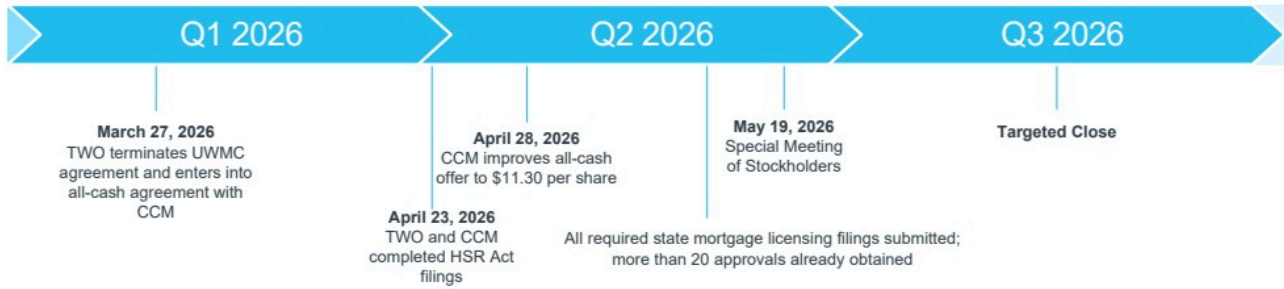 Q1 2026
Q2 2026
Q3 2026
March 27, 2026
TWO terminates UWMC
agreement and enters into
all-cash agreement with
CCM
April 23, 2026
TWO and CCM
completed HSR Act
filings
April 28, 2026
CCM improves all-cash
offer to $11.30 per share
All required state mortgage licensing filings submitted;
more than 20 approvals already obtained
May 19, 2026
Special Meeting
of Stockholders
Targeted Close